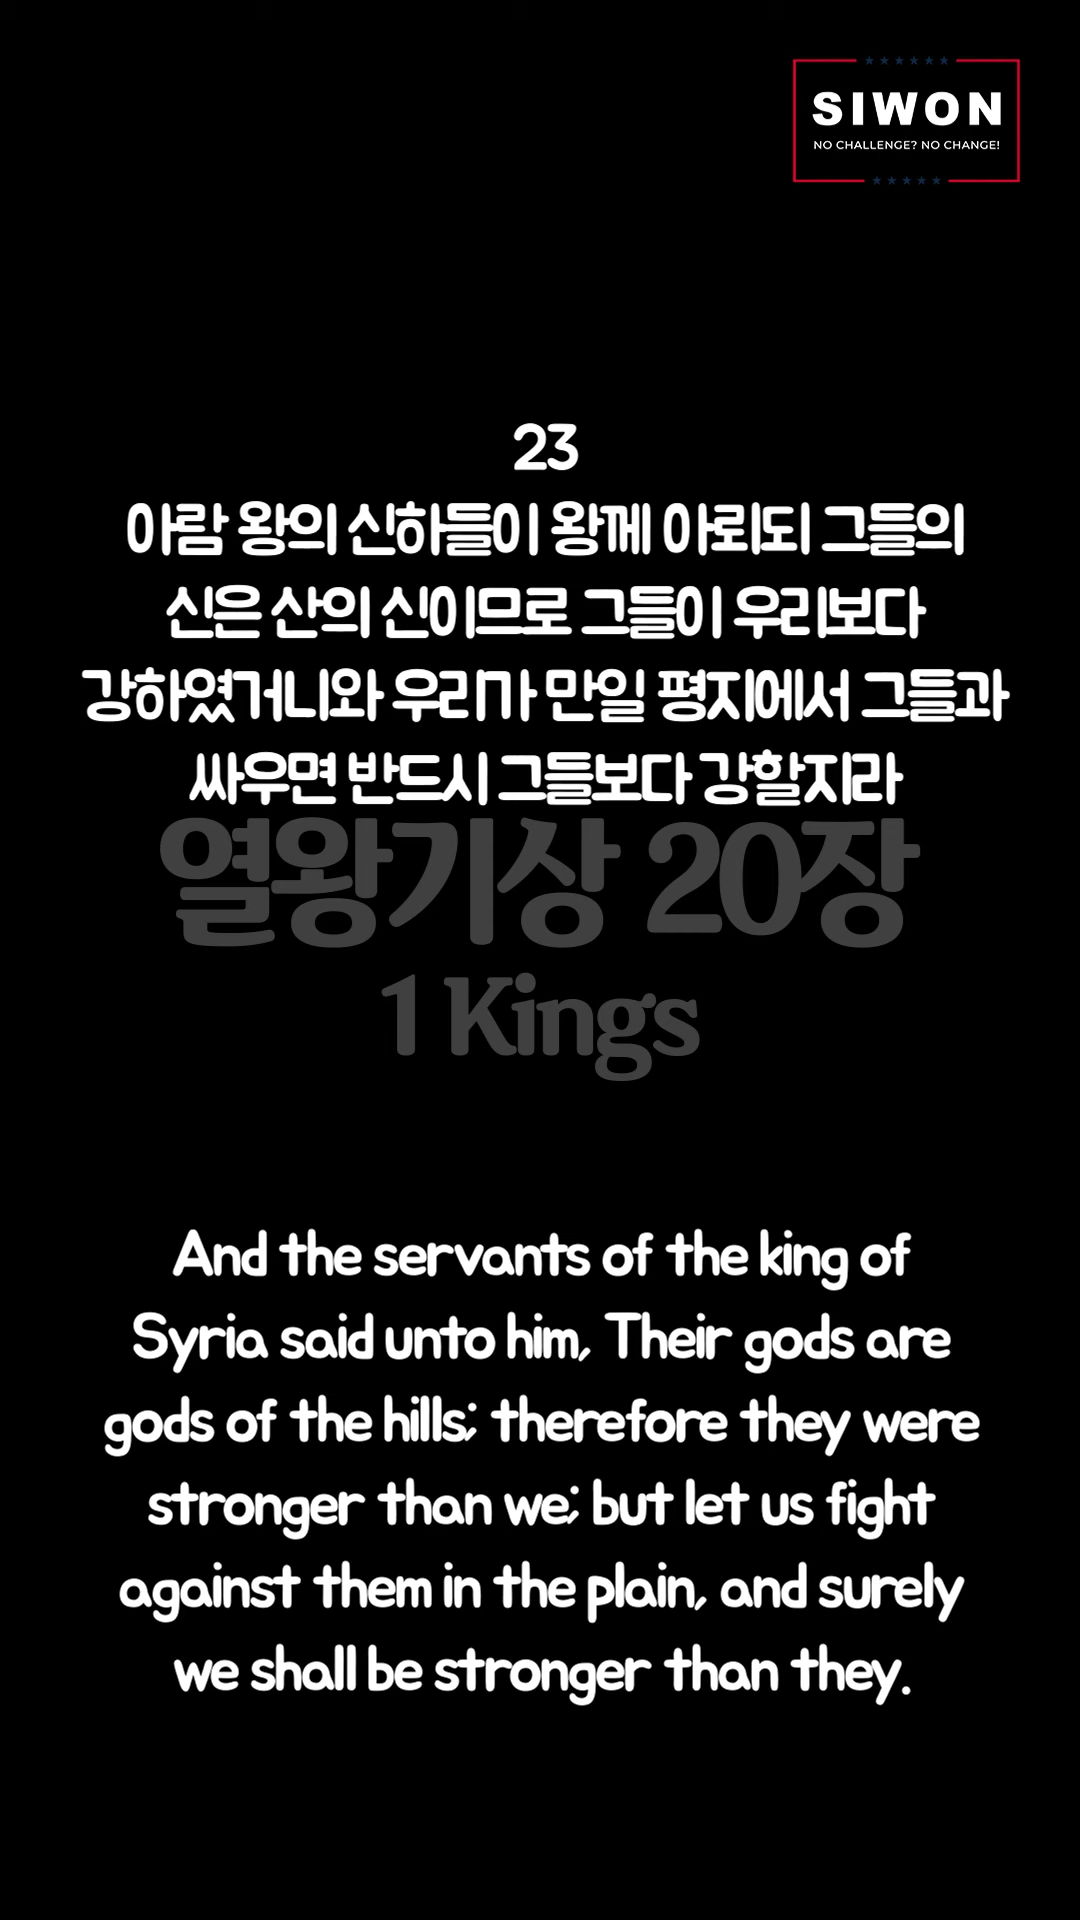 SIWON
NO CHALLENGE? NO CHANGE!
23
아람 왕의 신하들이 왕께 아뢰되 그들의
신은 산의 신이므로 그들이 우리보다
강하였거니와 우리가 만일 평지에서 그들과
싸우면 반드시 그들보다 강할지라
열왕기상 20장
1 Kings
And the servants of the king of
Syria said unto him, Their gods are
gods of the hills; therefore they were
stronger than we; but let us fight
against them in the plain, and surely
we shall be stronger than they.